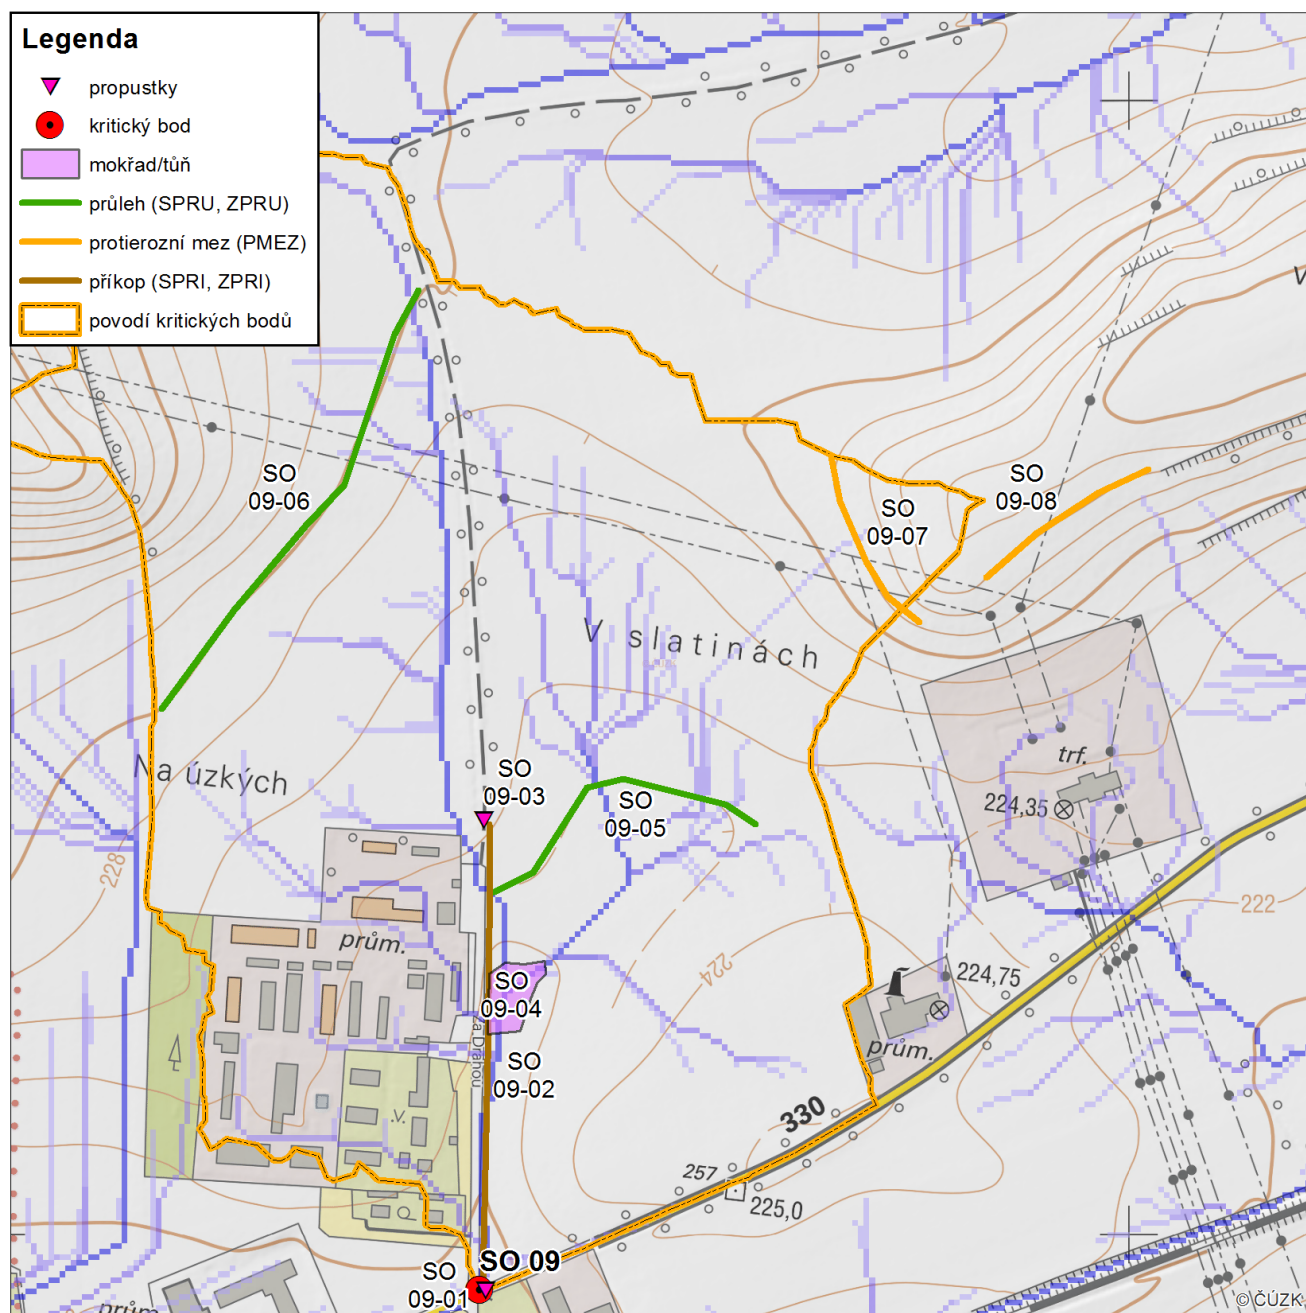 Legenda
propustky
kritický bod
mokřad/tůň
průleh (SPRU, ZPRU)
protierozní mez (PMEZ)
příkop (SPRI, ZPRI)
povodí kritických bodů
V
SO
09-06
SO
09-07
SO
09-08
V slatinách
Na úzkých
SO
09-03
SO
09-05
trf.
224,35
228
222
prům.
224
224,75
SO
09-04
Za Drahou
SO
09-02
prům.
.v.
330
257
225,0
SO 09
SO
09-01
prům.
© ČÚZK